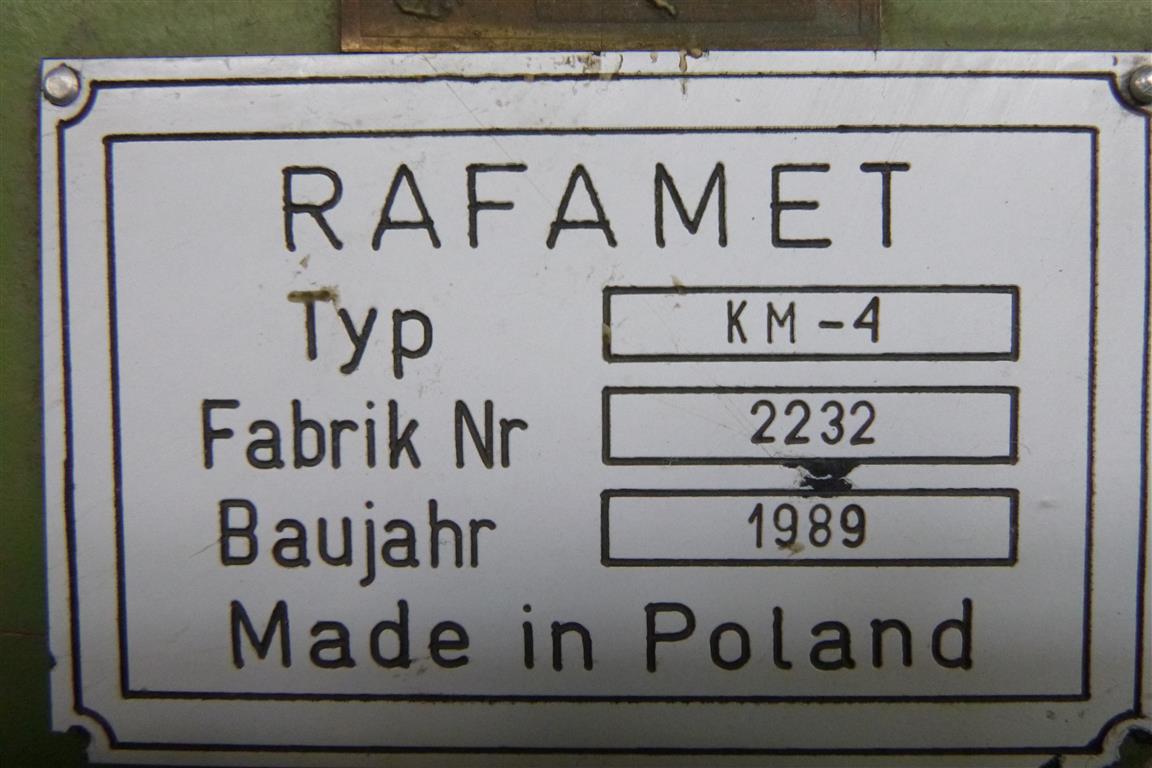 RAFAMET
Typ KM-4
Fabrik Nr 2232
Baujahr 1989
Made in Poland